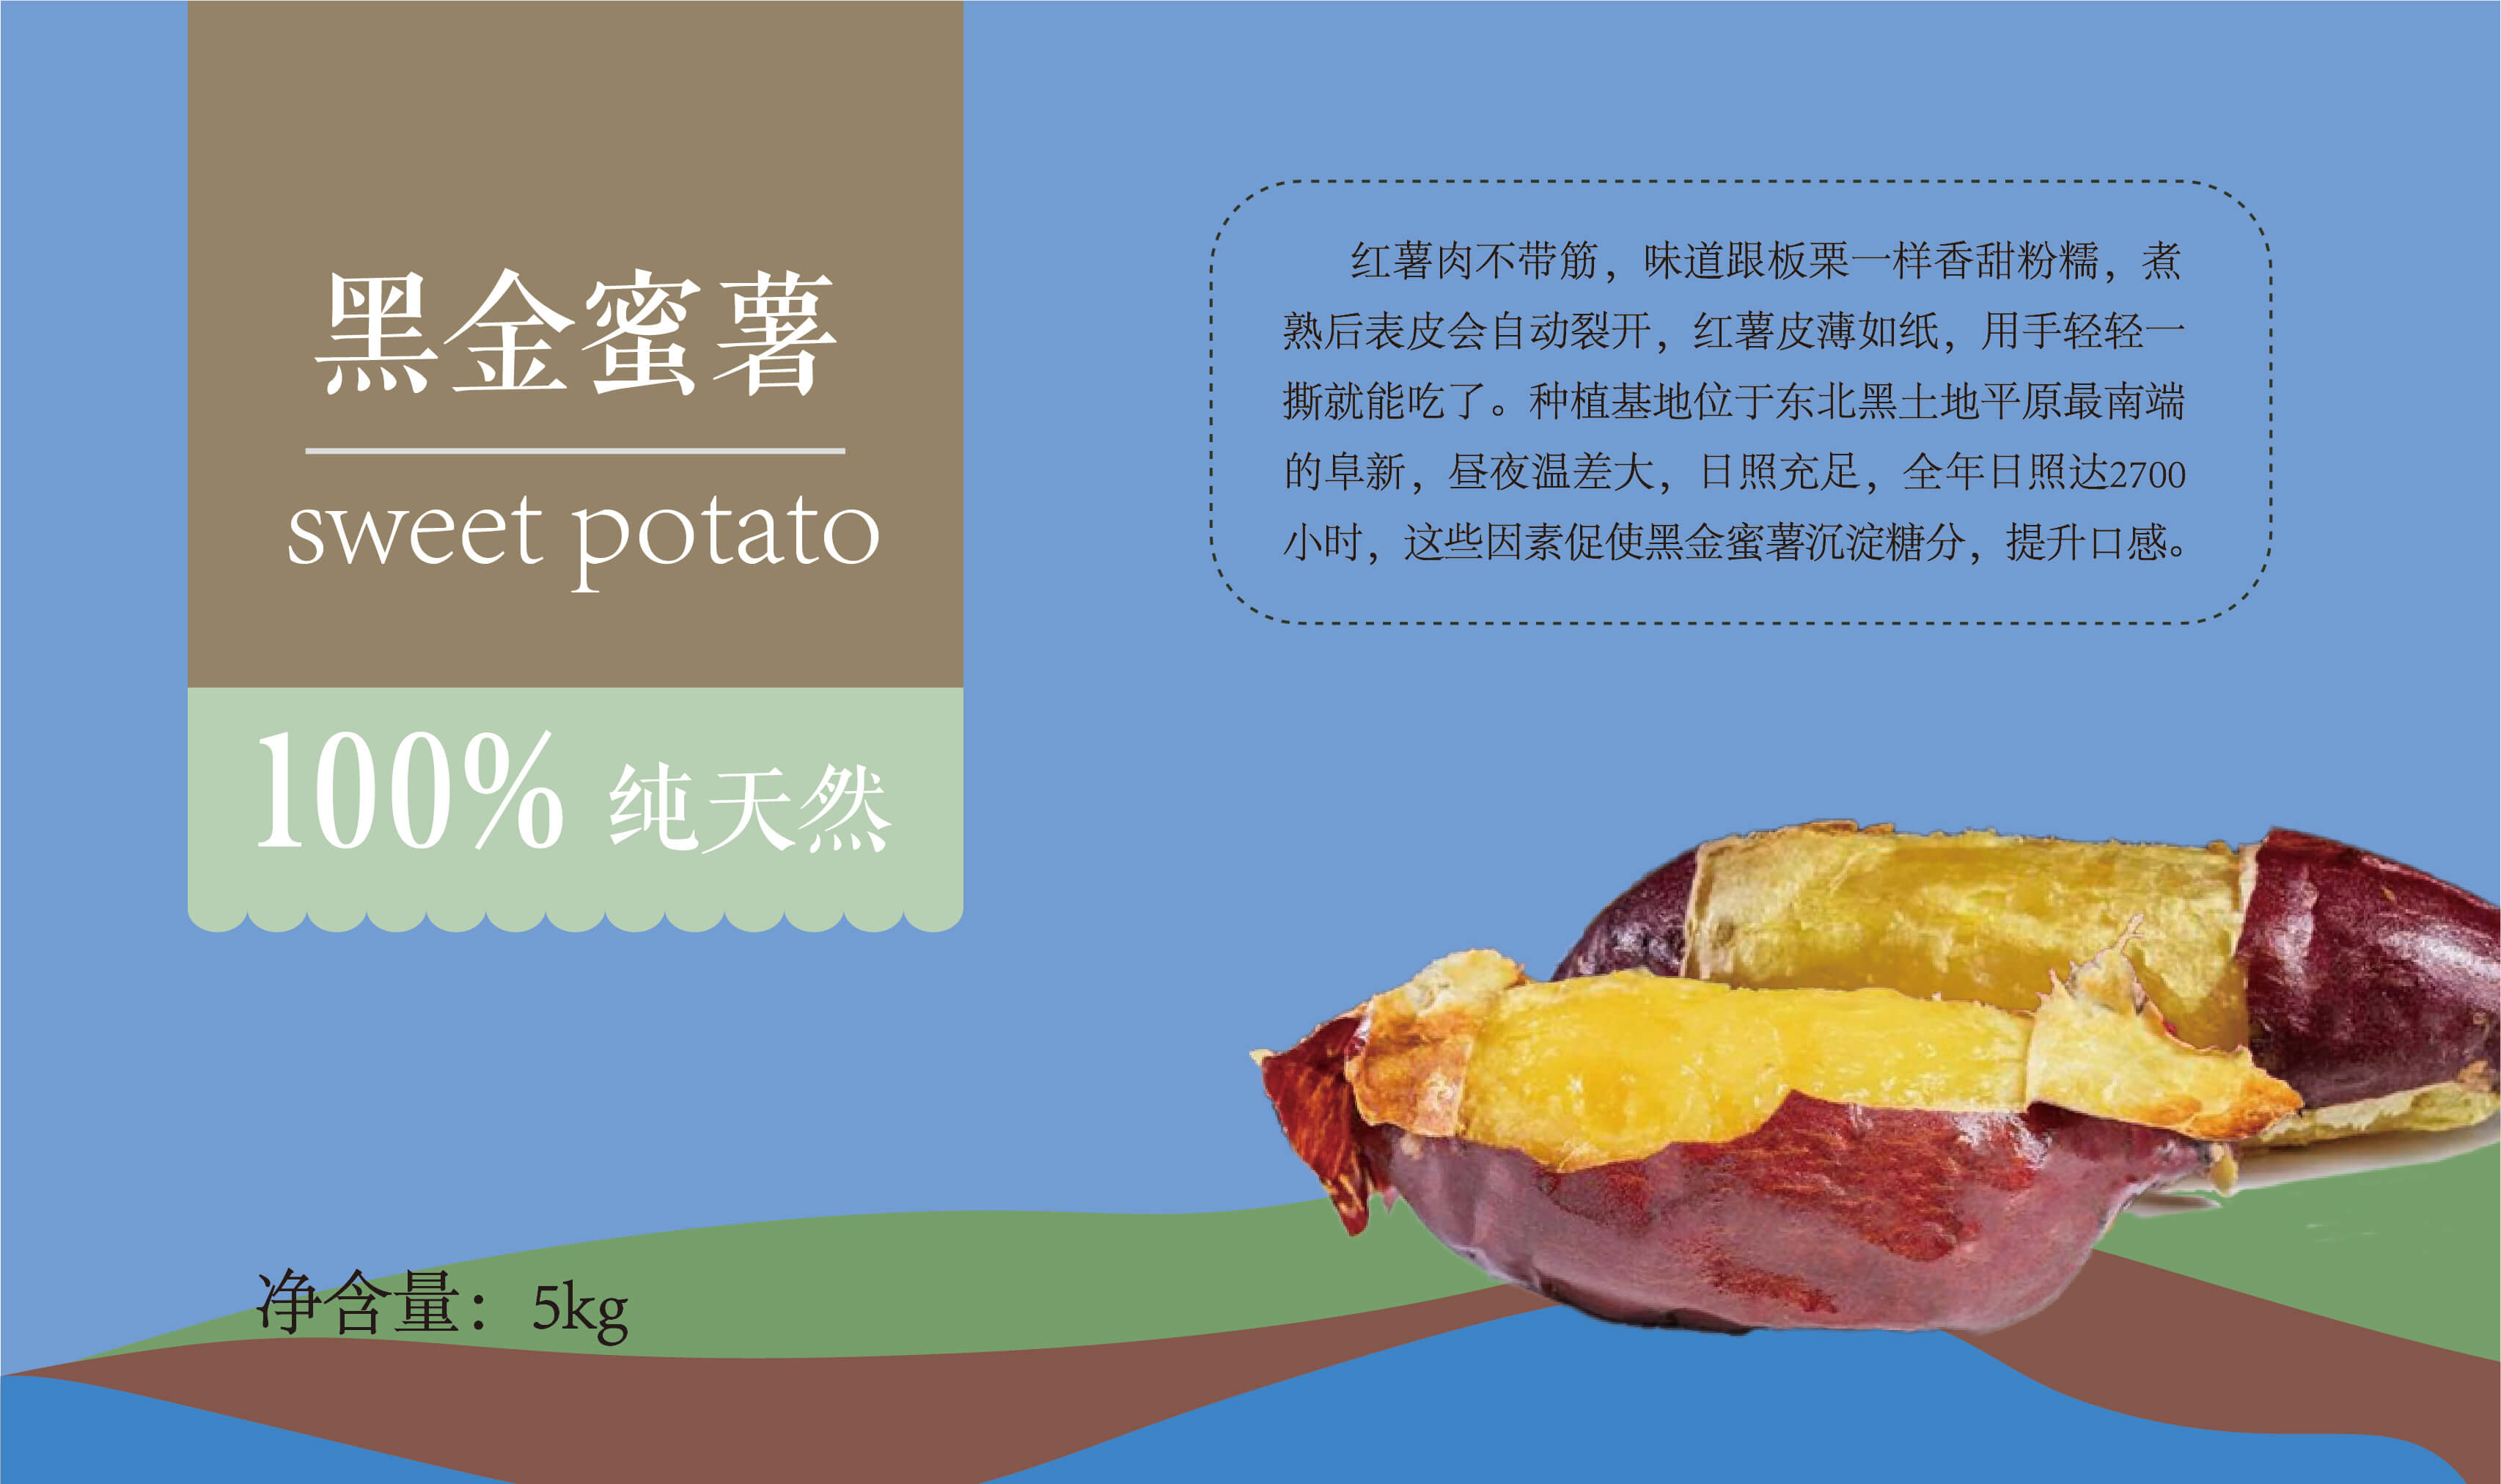 黑金蜜薯
sweet potato
100% 纯天然
红薯肉不带筋，味道跟板栗一样香甜粉糯，煮
熟后表皮会自动裂开，红薯皮薄如纸，用手轻轻一
撕就能吃了。种植基地位于东北黑土地平原最南端
的阜新，昼夜温差大，日照充足，全年日照达2700
小时，这些因素促使黑金蜜薯沉淀糖分，提升口感。
净含量：5kg